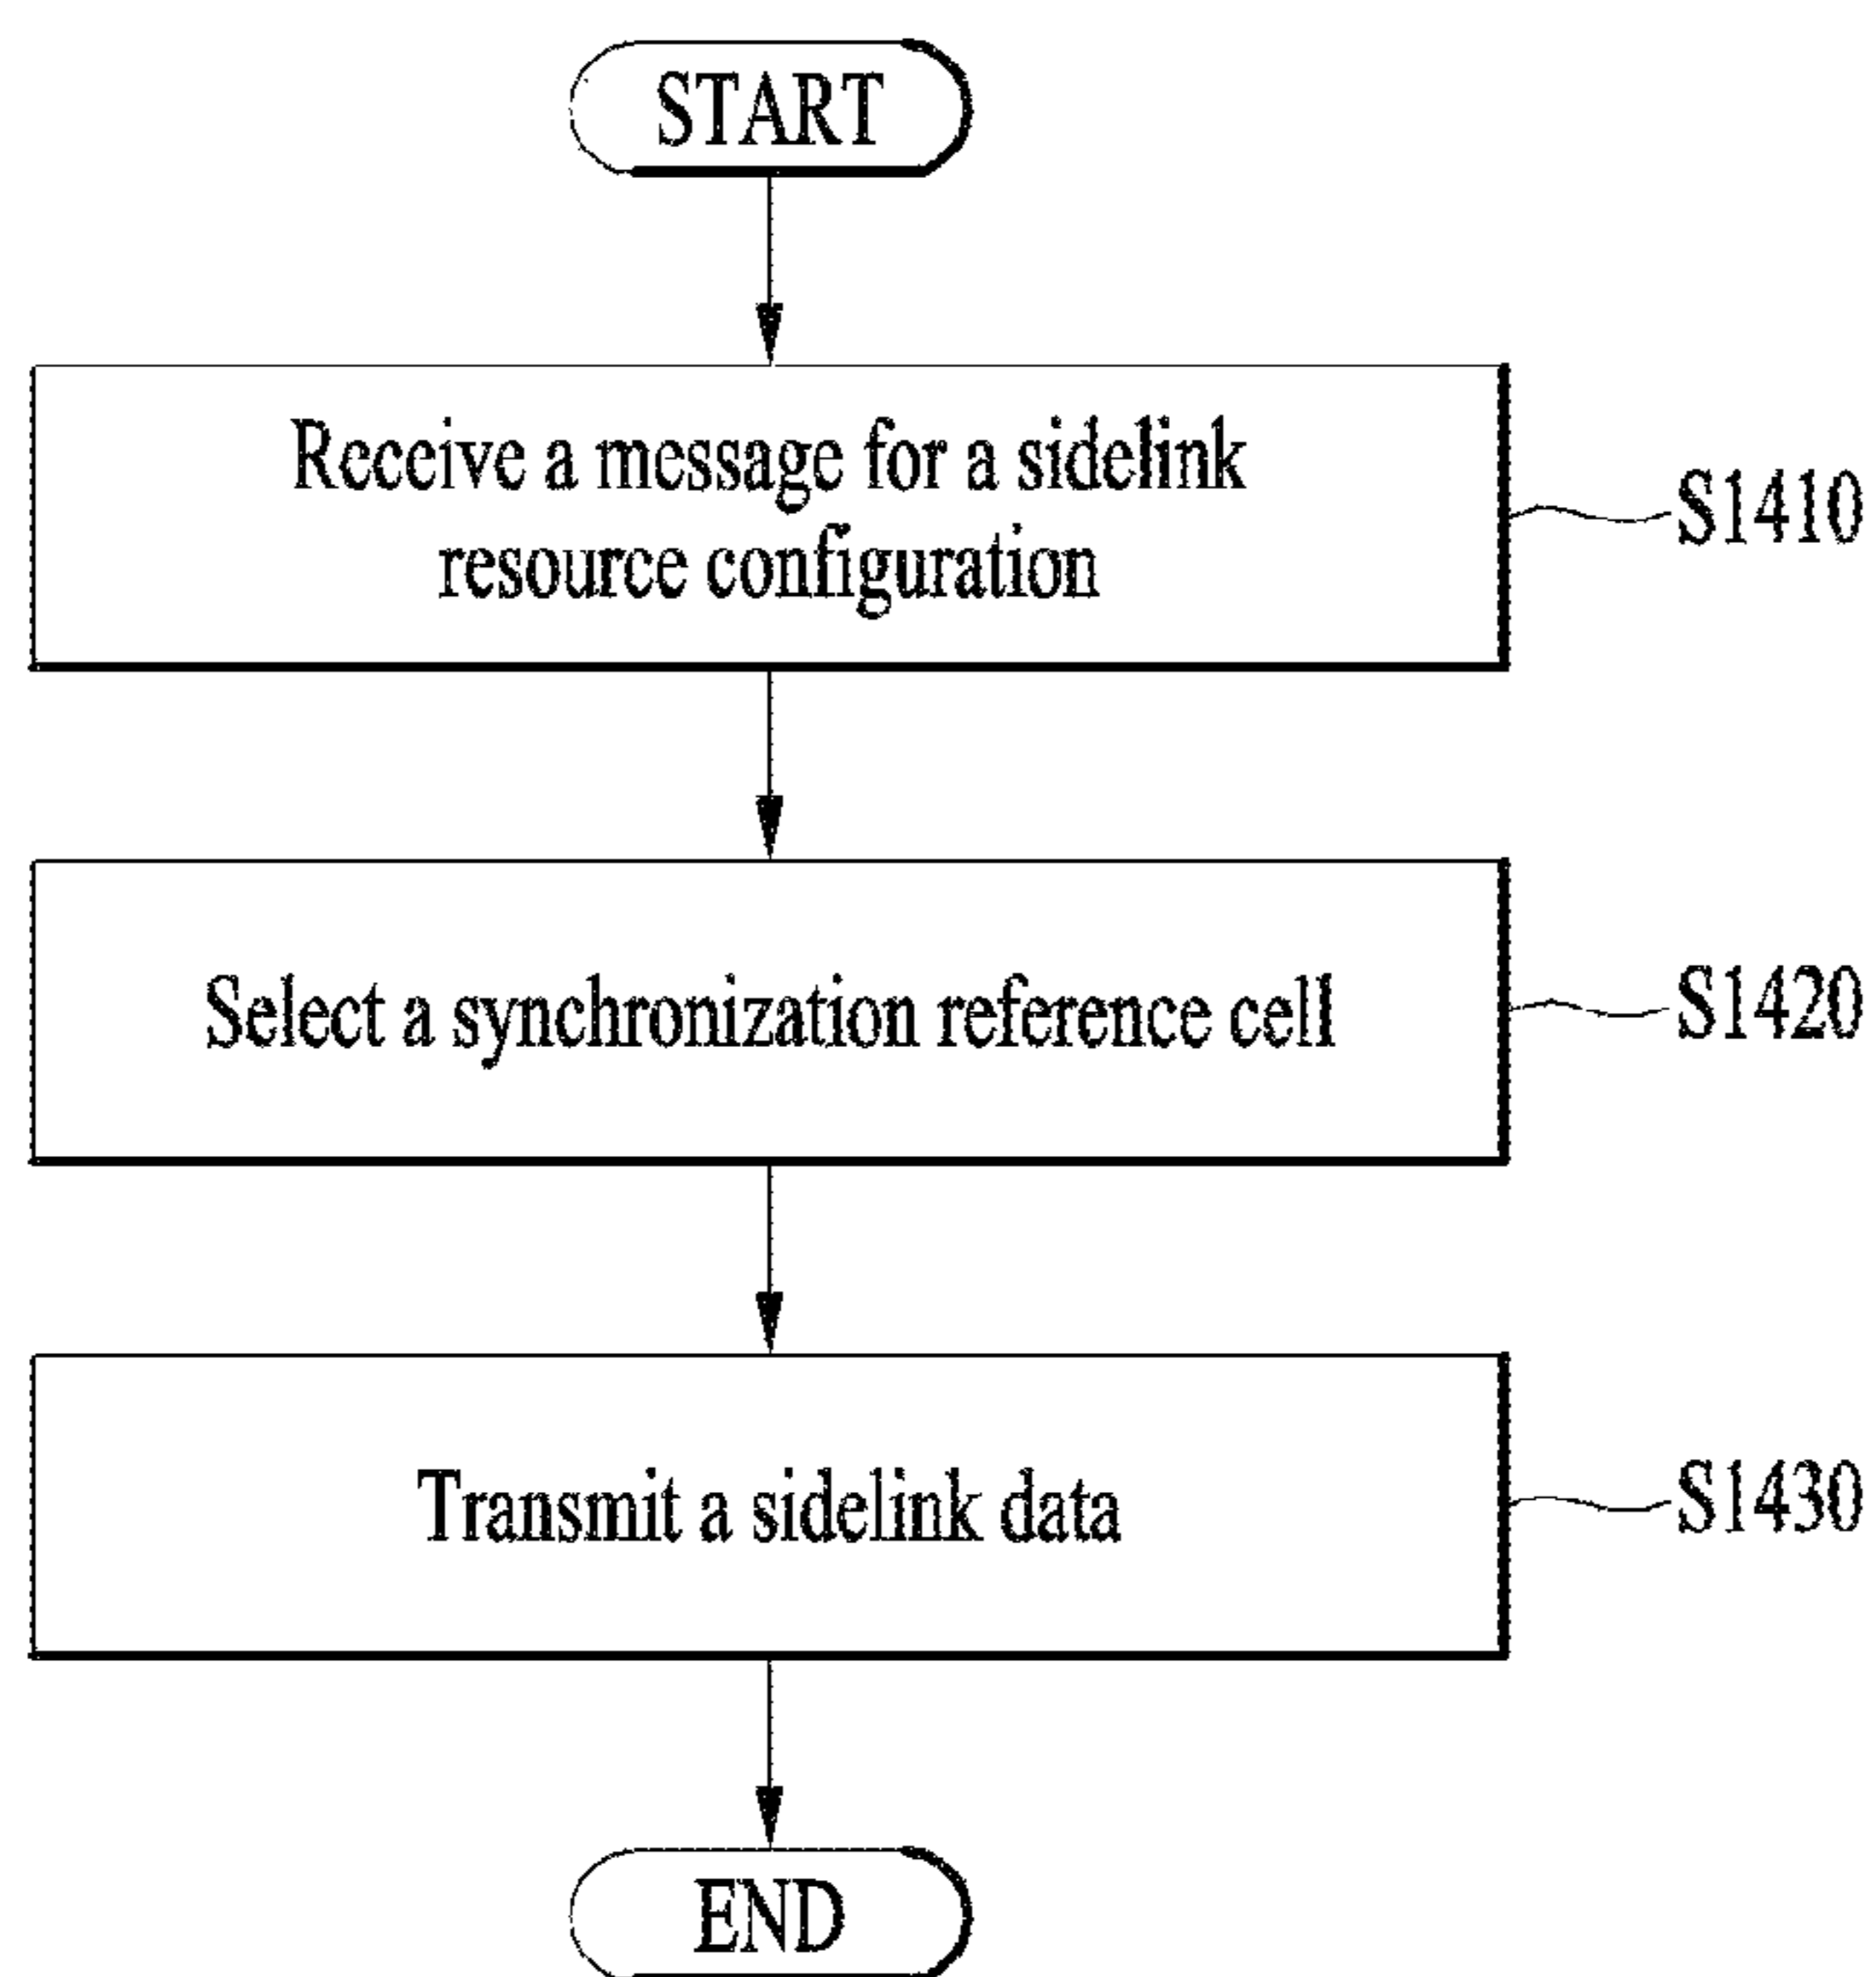 START
Receive a message for a sidelink
resource configuration
S1410
Select a synchronization reference cell
S1420
Transmit a sidelink data
S1430
END